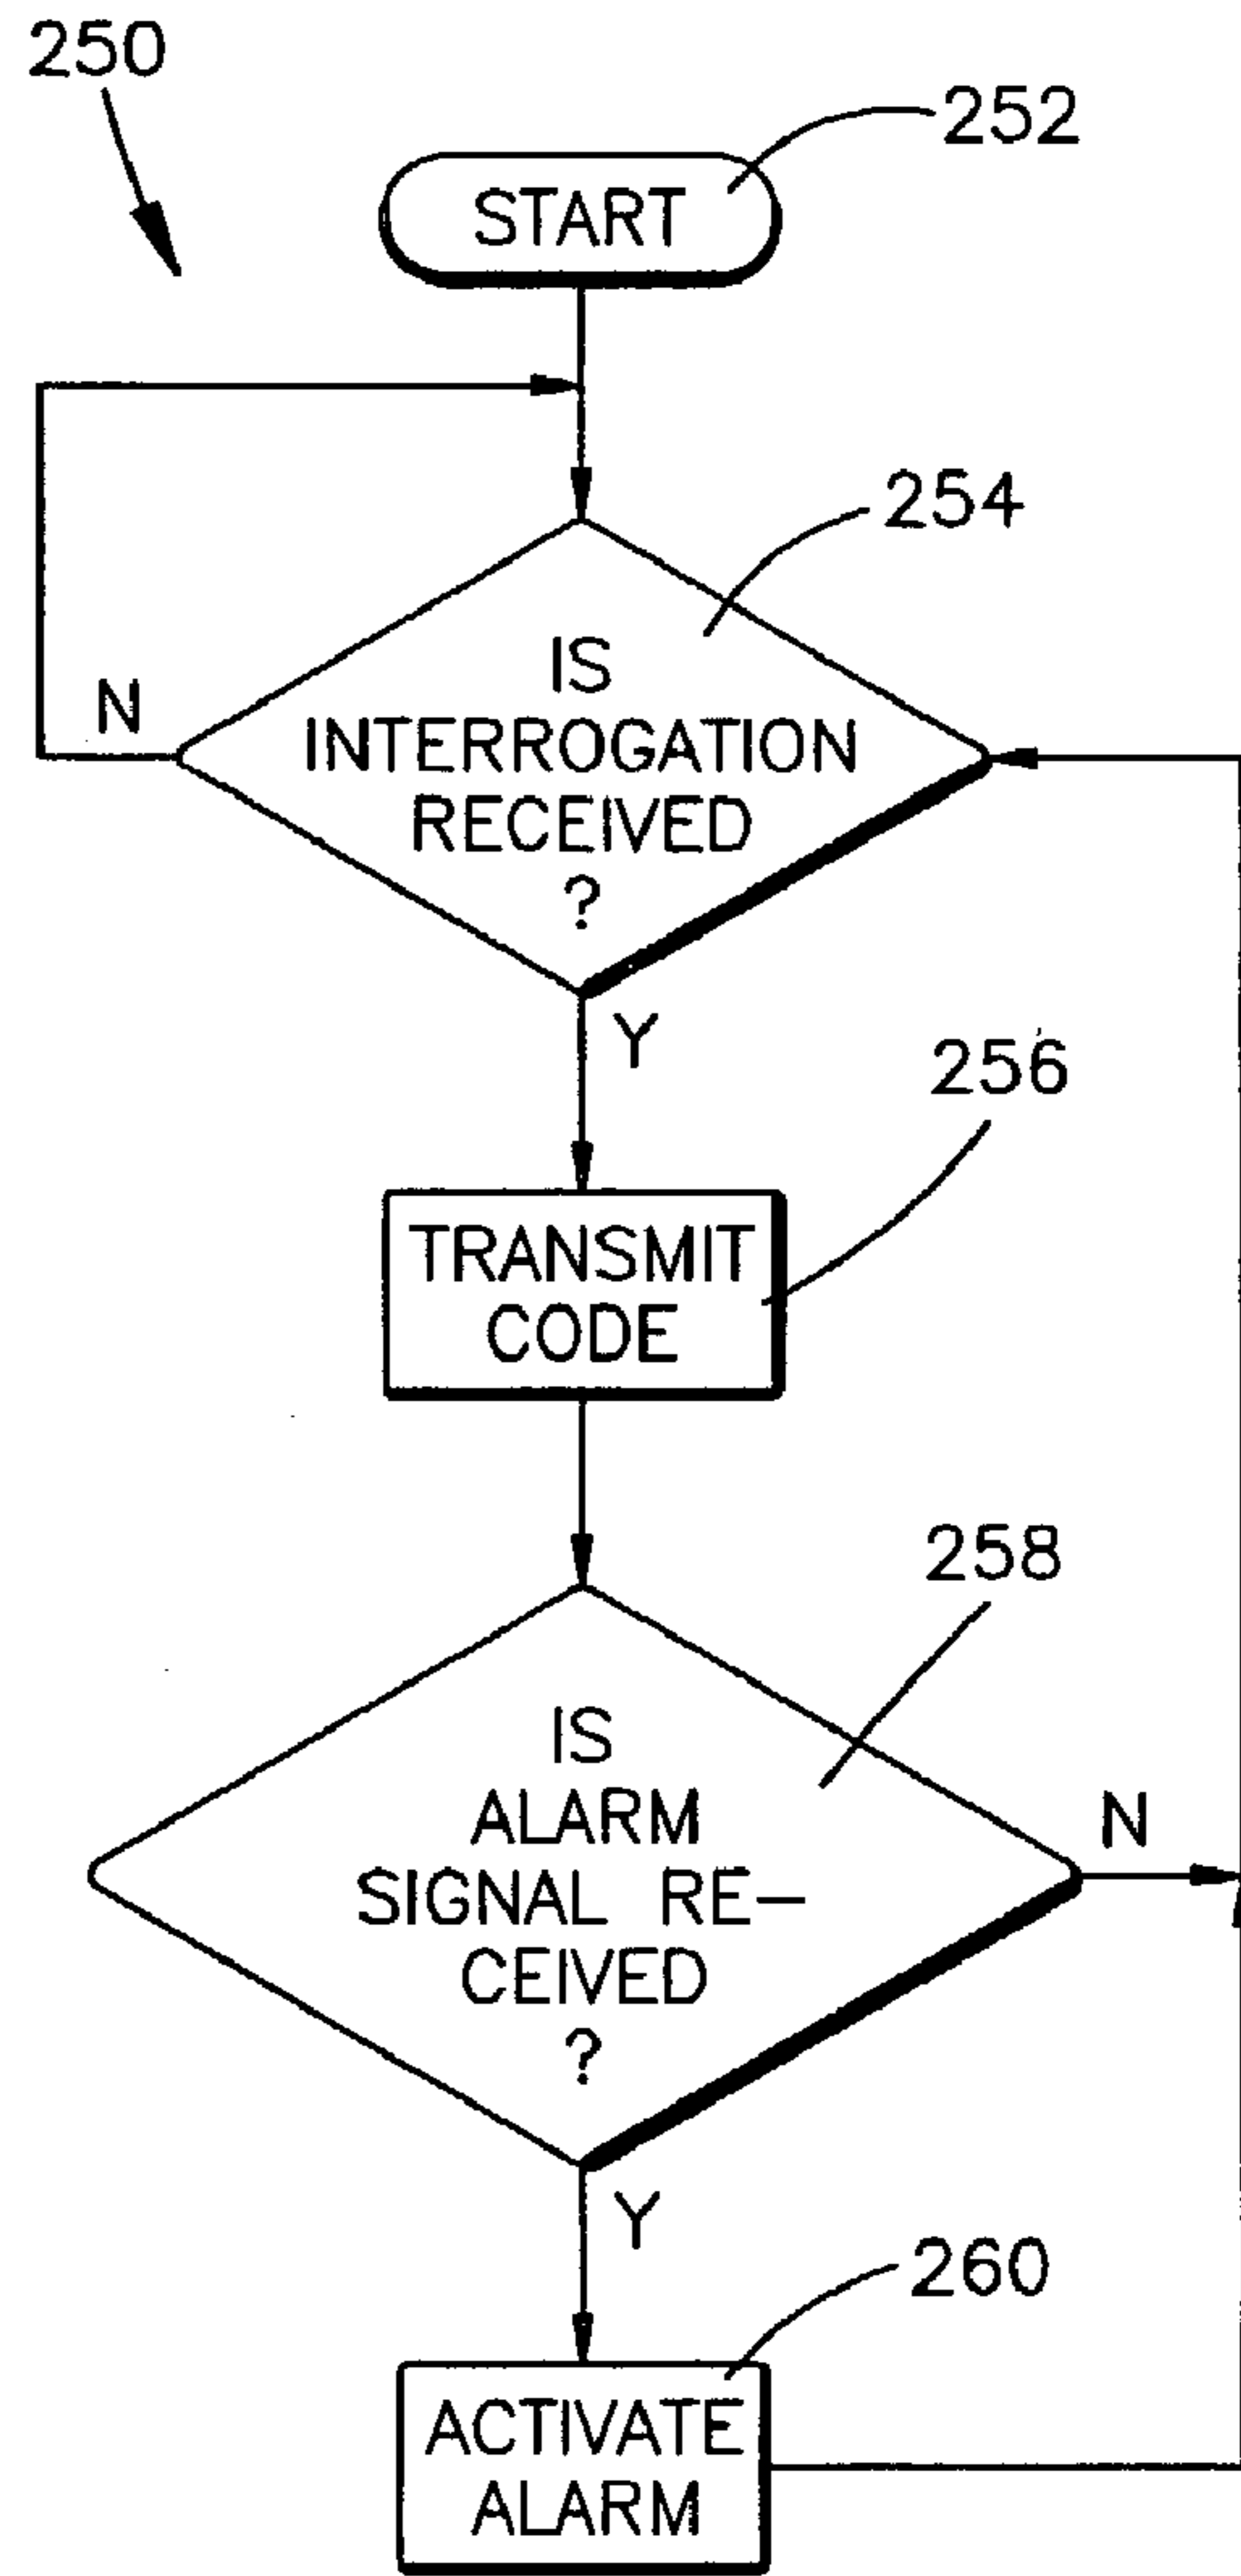 250
252
START
254
IS
INTERROGATION
RECEIVED
?
N
Y
256
TRANSMIT
CODE
258
IS
ALARM
SIGNAL RE-
CEIVED
?
N
Y
260
ACTIVATE
ALARM